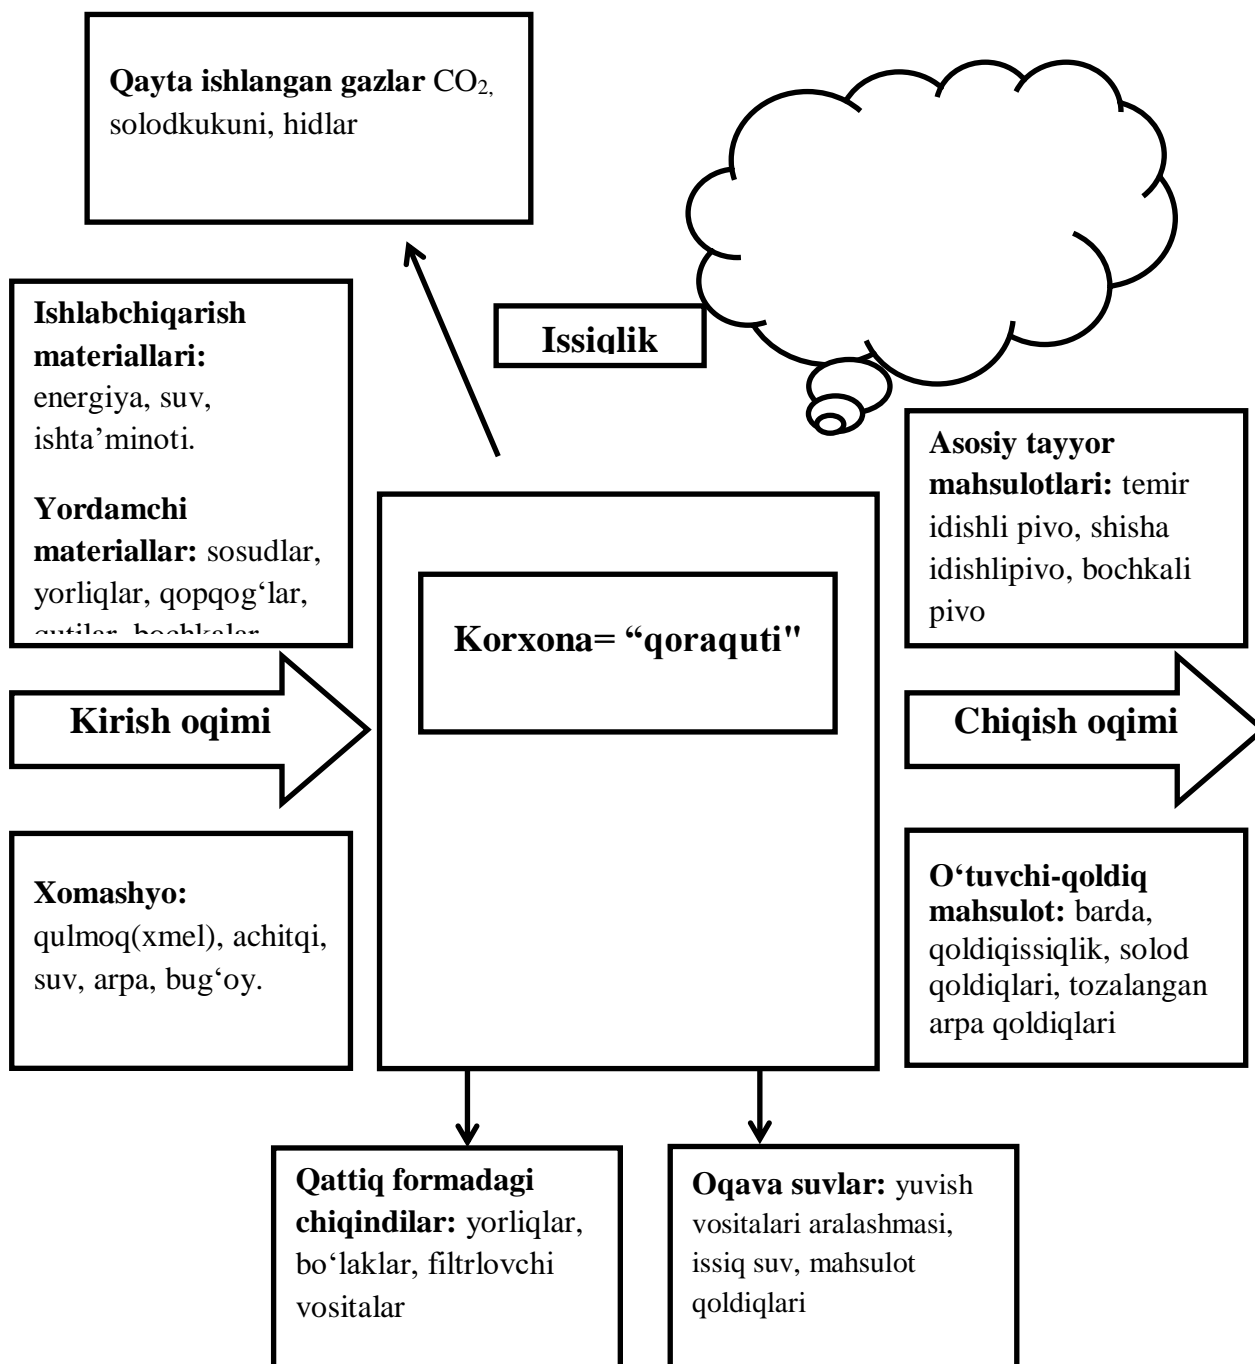 Qayta ishlangan gazlar CO₂,
solodkukuni, hidlar
Ishlabchiqarish
materiallari:
energiya, suv,
ishta’minoti.
Yordamchi
materiallar: sosudlar,
yorliqlar, qopqog‘lar,
qutilar, bochkalar
Issiqlik
Asosiy tayyor
mahsulotlari: temir
idishli pivo, shisha
idishlipivo, bochkali
pivo
Korxona= “qoraquti"
Kirish oqimi
Chiqish oqimi
Xomashyo:
qulmoq(xmel), achitqi,
suv, arpa, bug‘oy.
O‘tuvchi-qoldiq
mahsulot: barda,
qoldiqissiqlik, solod
qoldiqlari, tozalangan
arpa qoldiqlari
Qattiq formadagi
chiqindilar: yorliqlar,
bo‘laklar, filtrlovchi
vositalar
Oqava suvlar: yuvish
vositalari aralashmasi,
issiq suv, mahsulot
qoldiqlari